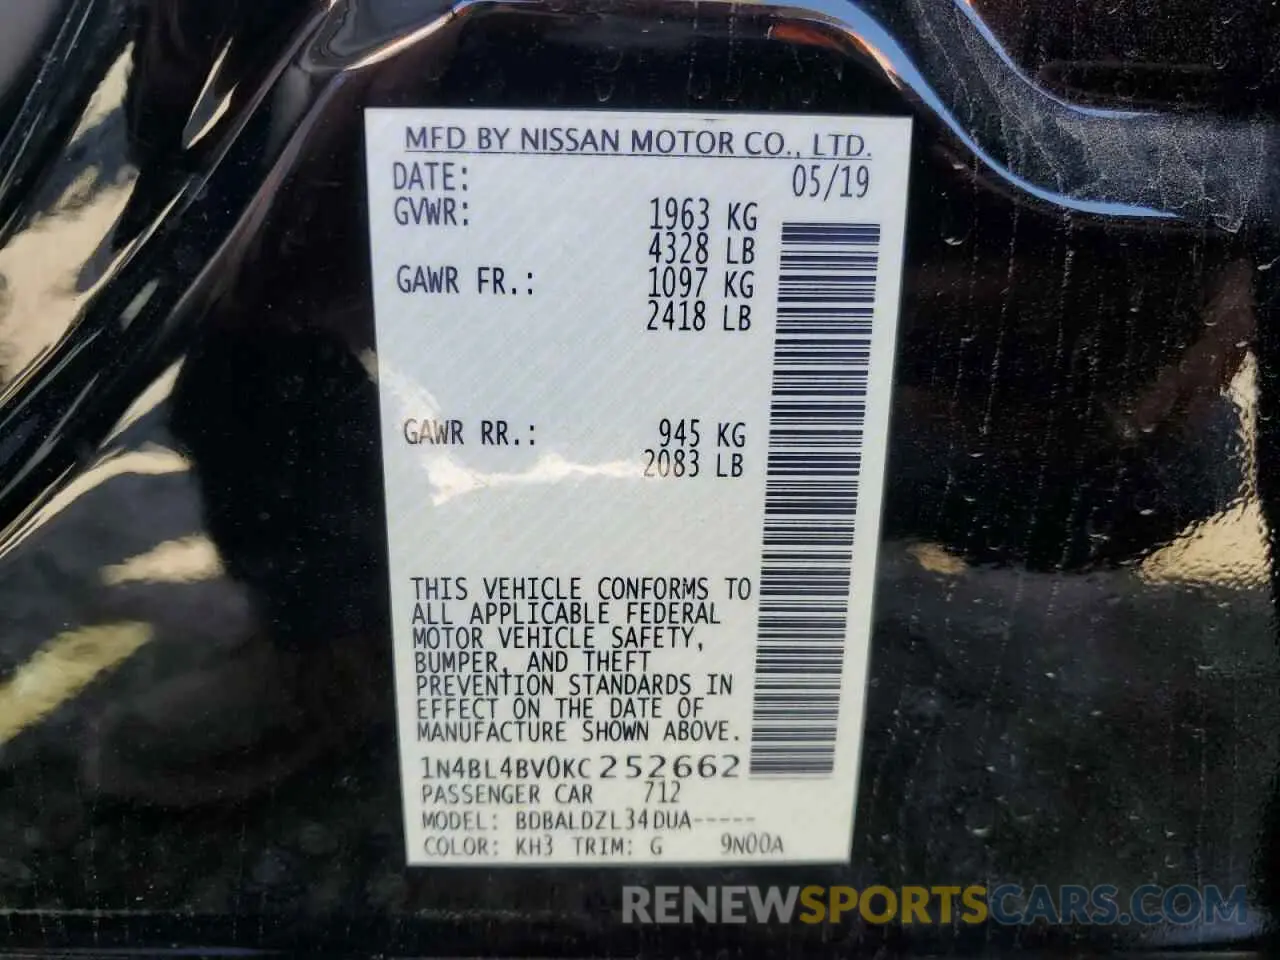 MFD BY NISSAN MOTOR CO., LTD.
DATE: 05/19
GVWR: 1963 KG
4328 LB
GAWR FR.: 1097 KG
2418 LB
GAWR RR.: 945 KG
2083 LB
THIS VEHICLE CONFORMS TO
ALL APPLICABLE FEDERAL
MOTOR VEHICLE SAFETY,
BUMPER, AND THEFT
PREVENTION STANDARDS IN
EFFECT ON THE DATE OF
MANUFACTURE SHOWN ABOVE.
1N4BL4BV0KC252662
PASSENGER CAR 712
MODEL: BDBALDZL34DUA-----
COLOR: KH3 TRIM: G 9N00A
RENEWSPORTSCARS.COM